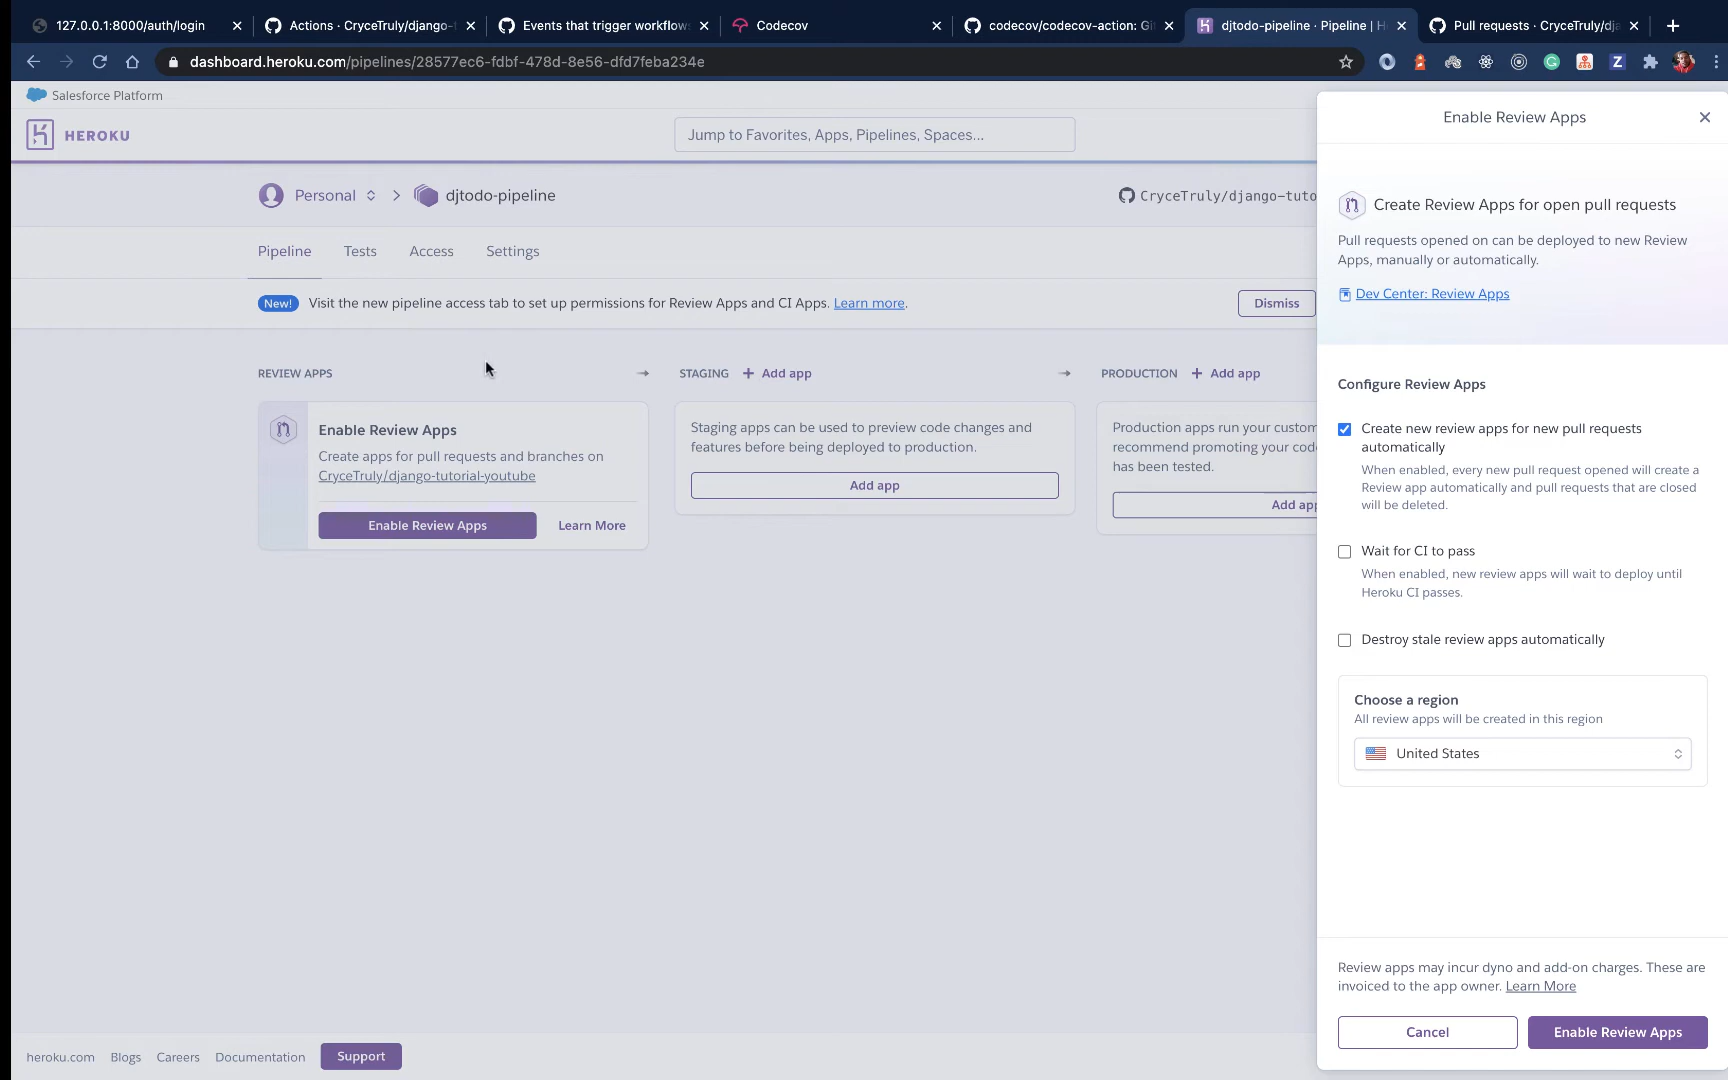 127.0.0.1:8000/auth/login
Actions · CryceTruly/django-t
Events that trigger workflows
Codecov
codecov/codecov-action: Git
djtodo-pipeline · Pipeline | H
Pull requests · CryceTruly/dja
dashboard.heroku.com/pipelines/28577ec6-fdbf-478d-8e56-dfd7feba234e
Salesforce Platform
HEROKU
Jump to Favorites, Apps, Pipelines, Spaces...
Personal > djtodo-pipeline
CryceTruly/django-tuto
Pipeline
Tests
Access
Settings
New! Visit the new pipeline access tab to set up permissions for Review Apps and CI Apps. Learn more.
Dismiss
REVIEW APPS
Enable Review Apps
Create apps for pull requests and branches on
CryceTruly/django-tutorial-youtube
Enable Review Apps
Learn More
STAGING + Add app
Staging apps can be used to preview code changes and
features before being deployed to production.
Add app
PRODUCTION + Add app
Production apps run your custom
recommend promoting your code
has been tested.
Add app
Enable Review Apps
Create Review Apps for open pull requests
Pull requests opened on can be deployed to new Review
Apps, manually or automatically.
Dev Center: Review Apps
Configure Review Apps
Create new review apps for new pull requests
automatically
When enabled, every new pull request opened will create a
Review app automatically and pull requests that are closed
will be deleted.
Wait for CI to pass
When enabled, new review apps will wait to deploy until
Heroku CI passes.
Destroy stale review apps automatically
Choose a region
All review apps will be created in this region
United States
Review apps may incur dyno and add-on charges. These are
invoiced to the app owner. Learn More
Cancel
Enable Review Apps
heroku.com
Blogs
Careers
Documentation
Support